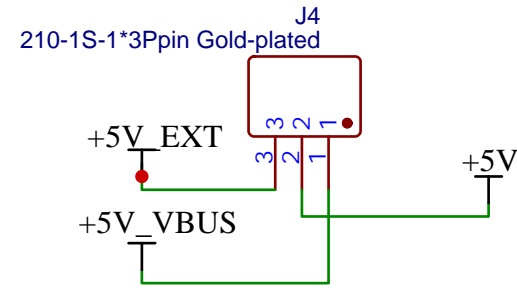 J4
210-1S-1*3Ppin Gold-plated
3 2 1
+5V_EXT
3 2 1
+5V
+5V_VBUS